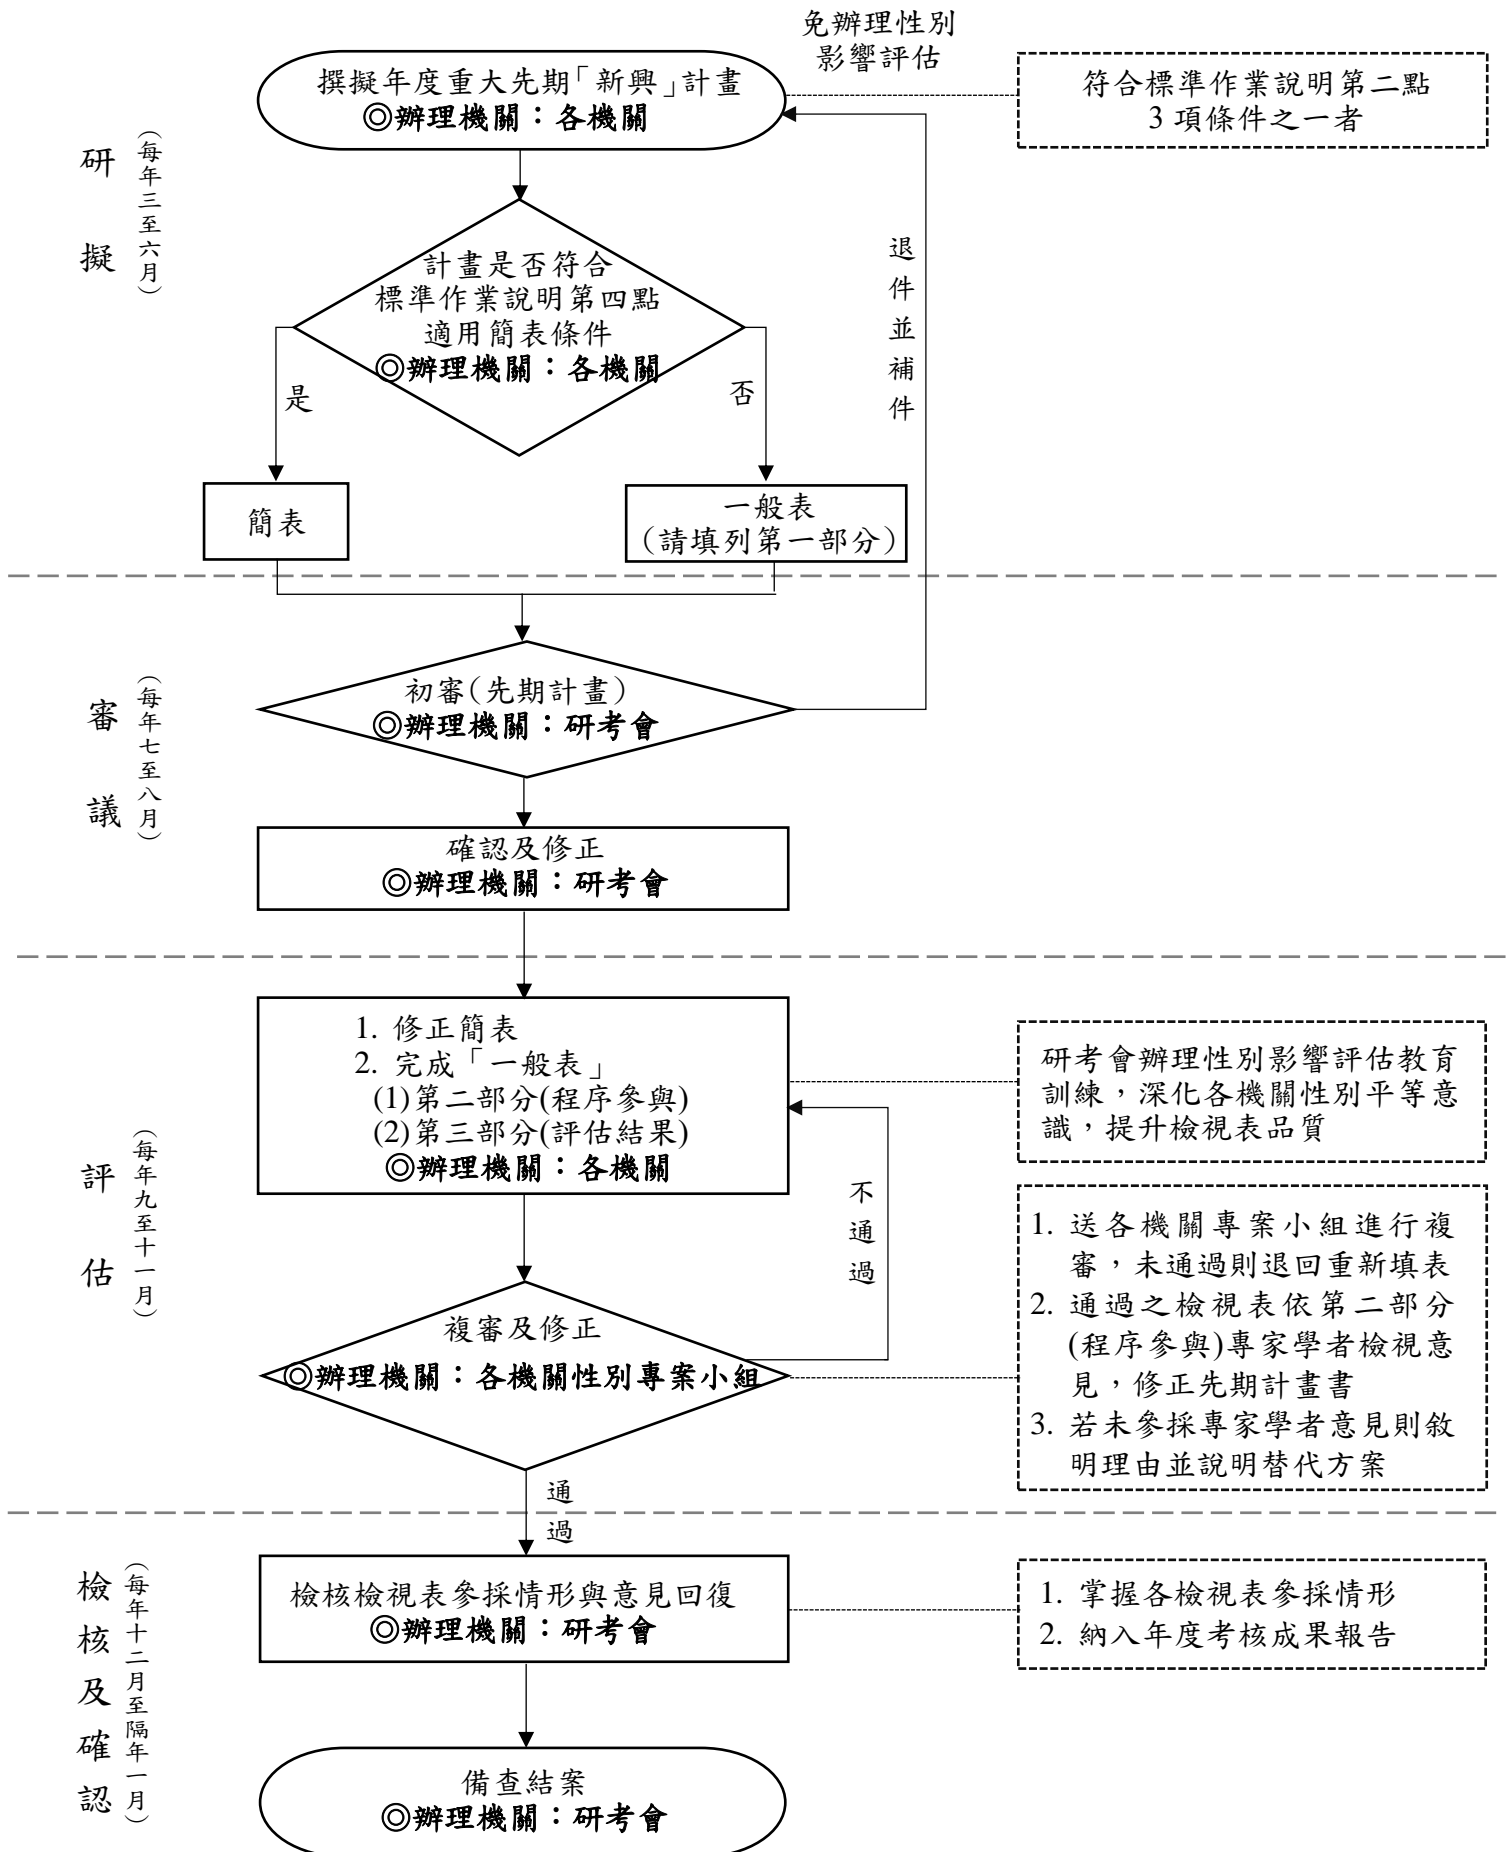 免辦理性別
影響評估
撰擬年度重大先期「新興」計畫
◎辦理機關：各機關
符合標準作業說明第二點
3 項條件之一者
研擬
（每年三至六月）
計畫是否符合
標準作業說明第四點
適用簡表條件
◎辦理機關：各機關
是
否
退件並補件
簡表
一般表
（請填列第一部分）
審議
（每年七至八月）
初審（先期計畫）
◎辦理機關：研考會
確認及修正
◎辦理機關：研考會
評估
（每年九至十一月）
1. 修正簡表
2. 完成「一般表」
(1)第二部分(程序參與)
(2)第三部分(評估結果)
◎辦理機關：各機關
研考會辦理性別影響評估教育
訓練，深化各機關性別平等意
識，提升檢視表品質
不通過
複審及修正
◎辦理機關：各機關性別專案小組
1. 送各機關專案小組進行複
審，未通過則退回重新填表
2. 通過之檢視表依第二部分
(程序參與)專家學者檢視意
見，修正先期計畫書
3. 若未參採專家學者意見則敘
明理由並說明替代方案
通過
檢核及確認
（每年十二月至隔年一月）
檢核檢視表參採情形與意見回復
◎辦理機關：研考會
1. 掌握各檢視表參採情形
2. 納入年度考核成果報告
備查結案
◎辦理機關：研考會